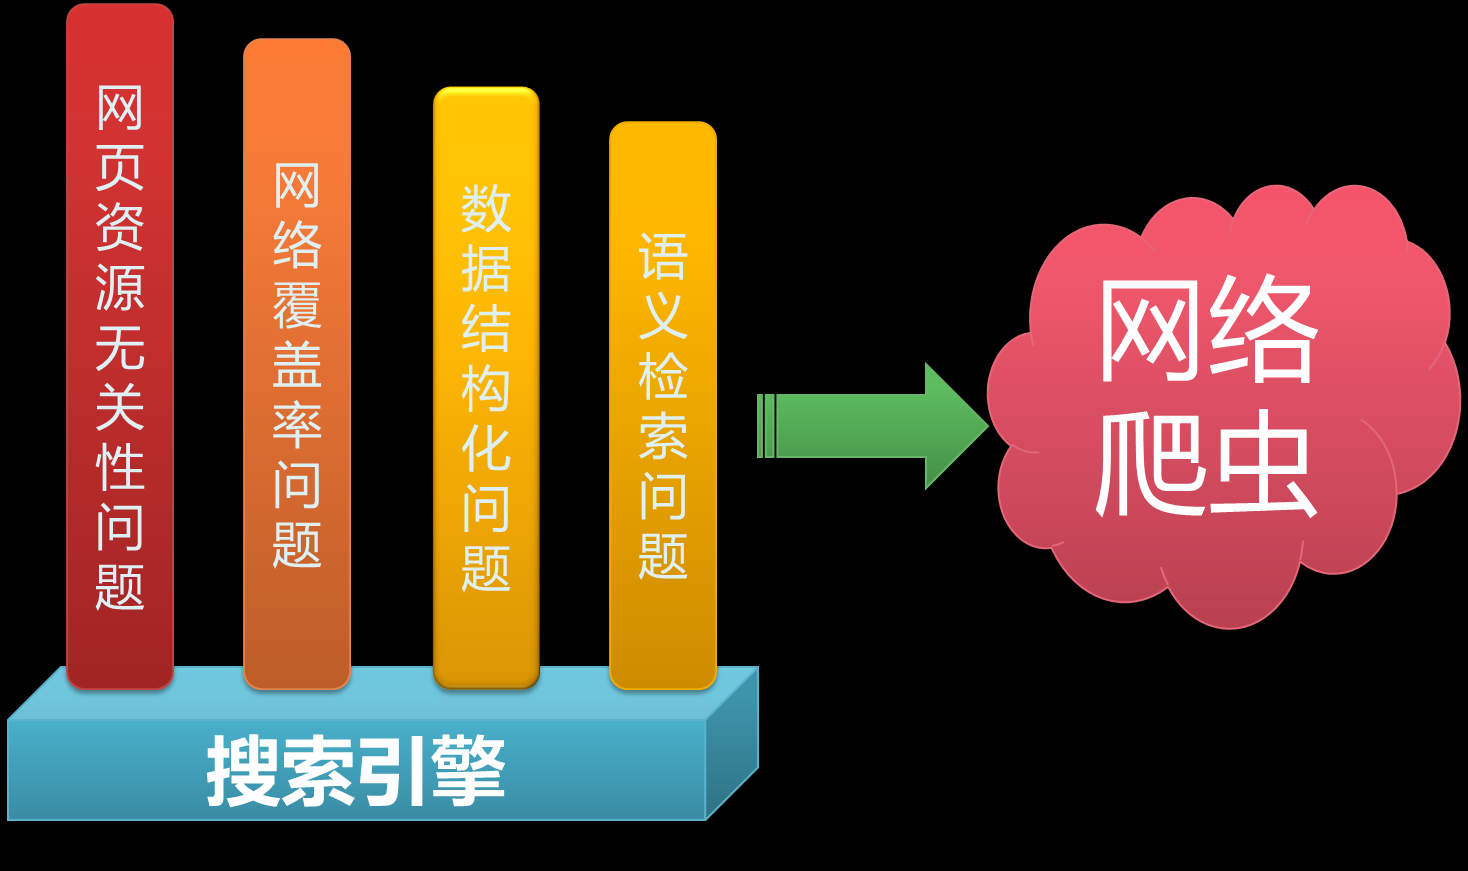 网页资源无关性问题
网络覆盖率问题
数据结构化问题
语义检索问题
搜索引擎
网络
爬虫